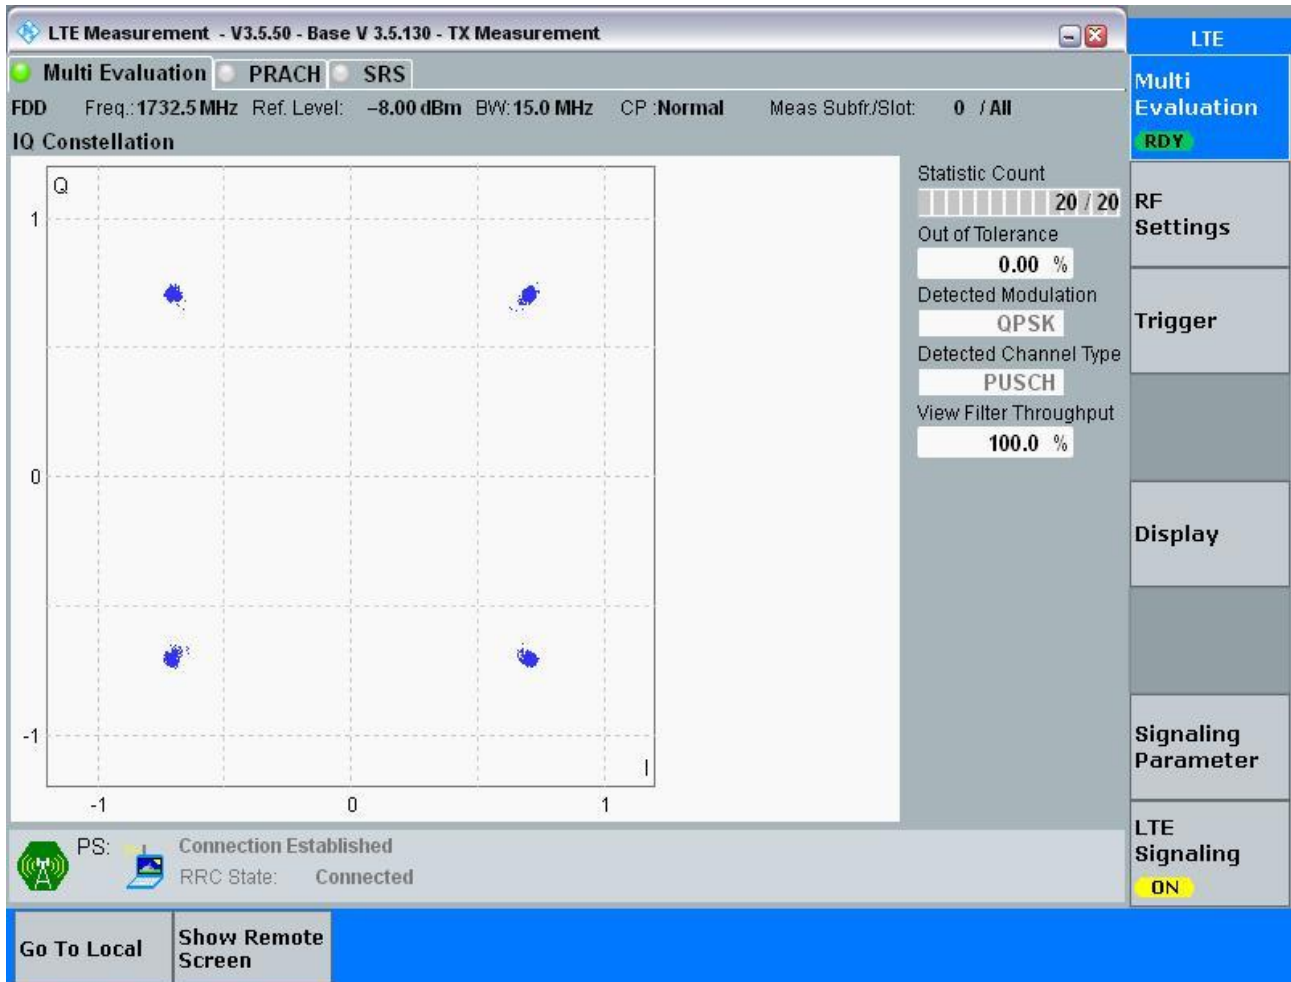 LTE Measurement - V3.5.50 - Base V 3.5.130 - TX Measurement
Multi Evaluation PRACH SRS
FDD Freq.: 1732.5 MHz Ref. Level: -8.00 dBm BW: 15.0 MHz CP : Normal Meas Subfr./Slot: 0 / All
IQ Constellation
Q
1
0
-1
-1 0 1
I
Statistic Count
20 / 20
Out of Tolerance
0.00 %
Detected Modulation
QPSK
Detected Channel Type
PUSCH
View Filter Throughput
100.0 %
PS: Connection Established
RRC State: Connected
LTE
Multi
Evaluation
RDY
RF
Settings
Trigger
Display
Signaling
Parameter
LTE
Signaling
ON
Go To Local
Show Remote
Screen